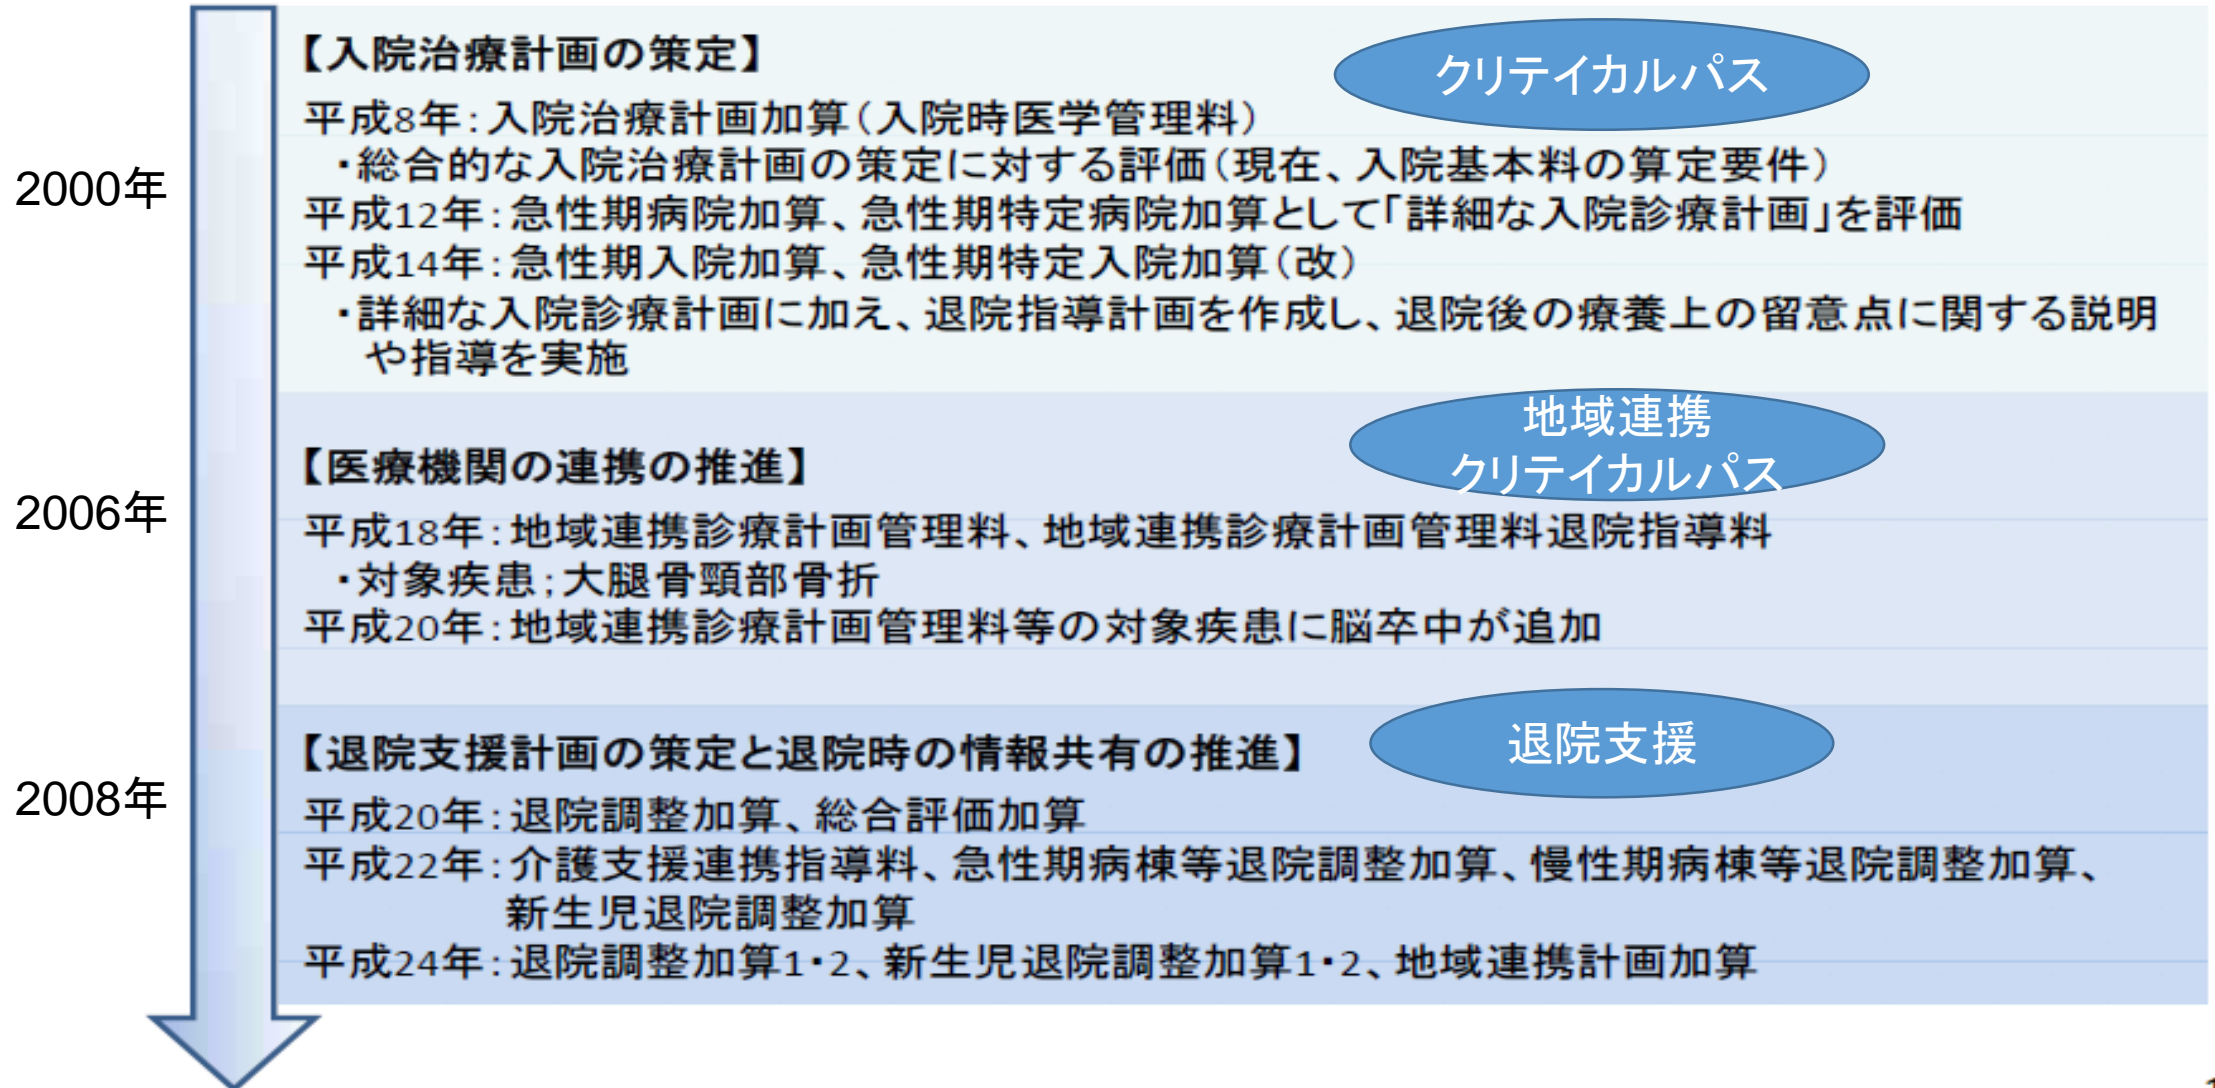 【入院治療計画の策定】
クリテイカルパス
平成8年:入院治療計画加算(入院時医学管理料)
・総合的な入院治療計画の策定に対する評価(現在、入院基本料の算定要件)
2000年
平成12年:急性期病院加算、急性期特定病院加算として「詳細な入院診療計画」を評価
平成14年:急性期入院加算、急性期特定入院加算(改)
・詳細な入院診療計画に加え、退院指導計画を作成し、退院後の療養上の留意点に関する説明
や指導を実施
地域連携
クリテイカルパス
【医療機関の連携の推進】
2006年
平成18年:地域連携診療計画管理料、地域連携診療計画管理料退院指導料
・対象疾患;大腿骨頸部骨折
平成20年:地域連携診療計画管理料等の対象疾患に脳卒中が追加
【退院支援計画の策定と退院時の情報共有の推進】
退院支援
2008年
平成20年:退院調整加算、総合評価加算
平成22年:介護支援連携指導料、急性期病棟等退院調整加算、慢性期病棟等退院調整加算、
新生児退院調整加算
平成24年:退院調整加算1・2、新生児退院調整加算1・2、地域連携計画加算